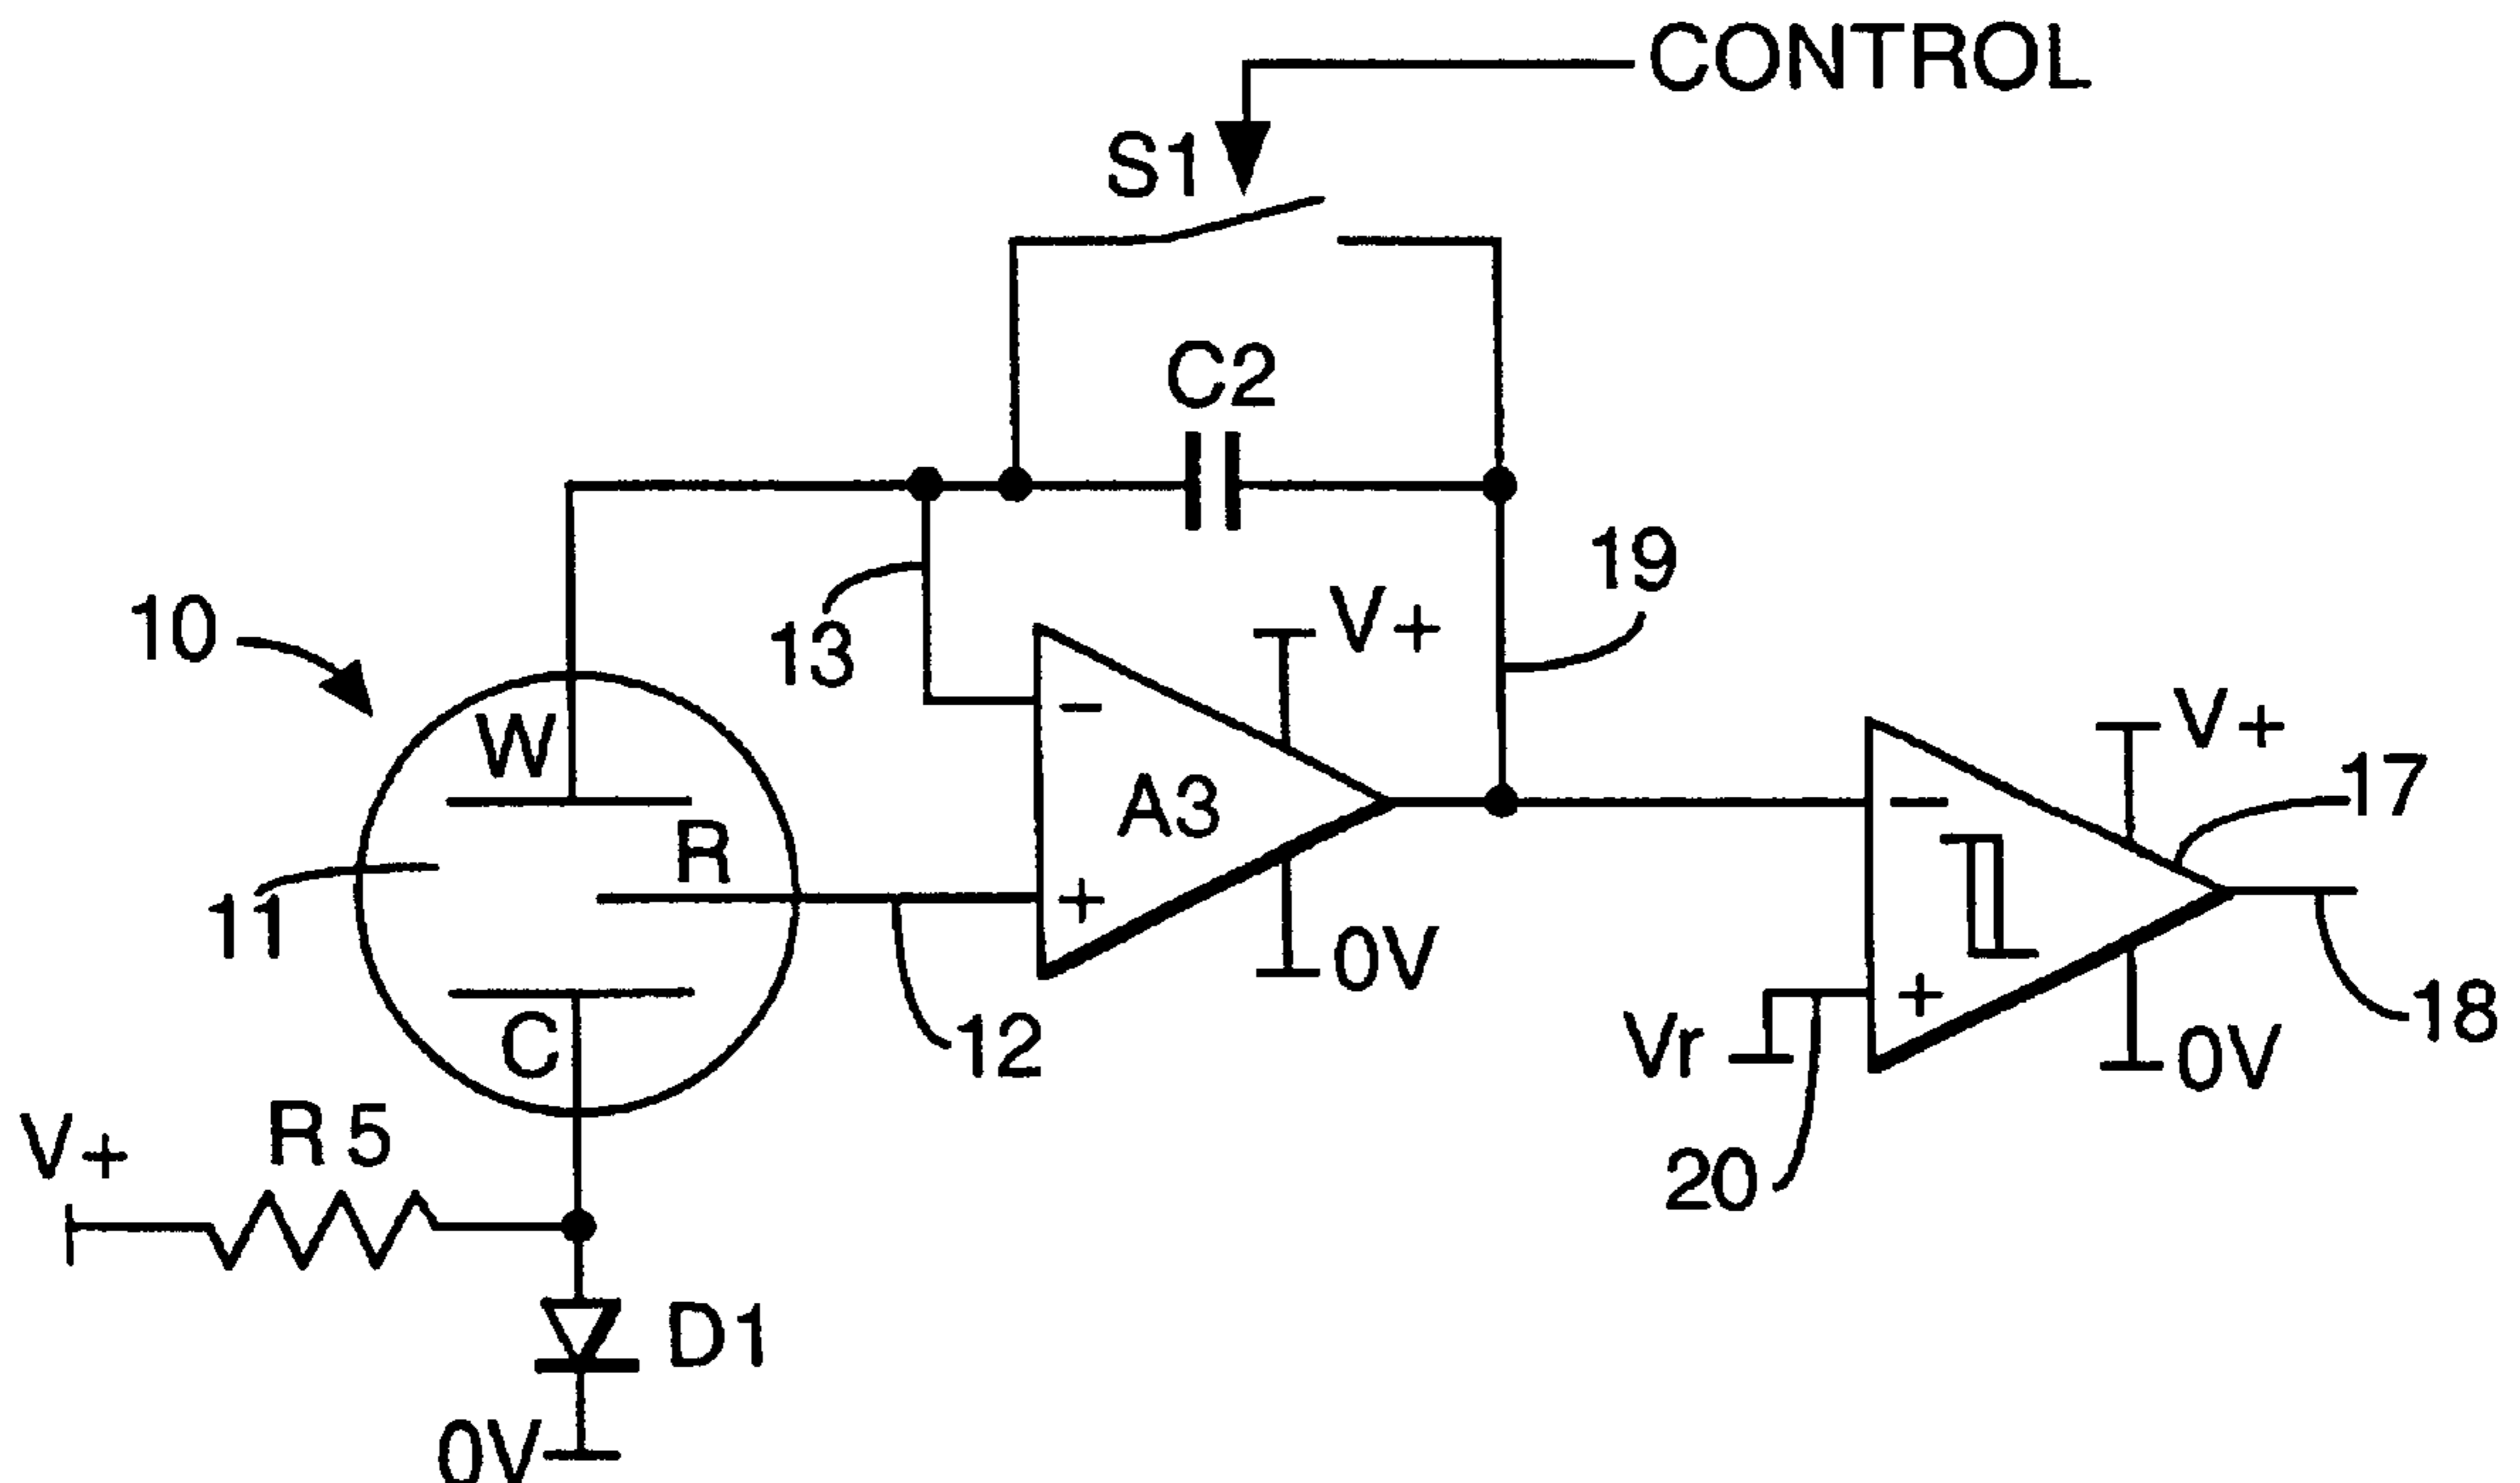 CONTROL
S1
C2
19
V+
10
13
W
V+
A3
17
R
-
-
11
+
0V
18
C
12
Vr
+
0V
R5
V+
20
D1
0V